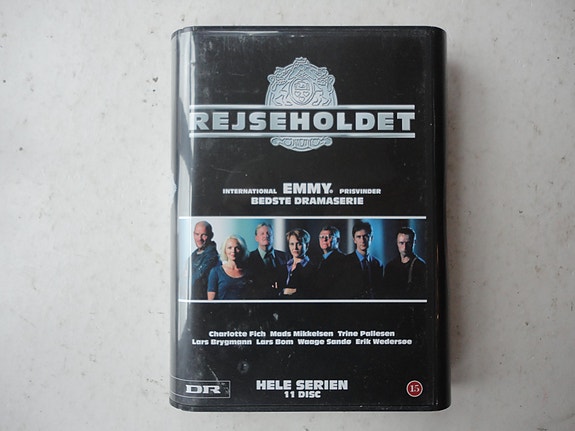 REJSEHOLDET
INTERNATIONAL EMMY® PRISVINDER
BEDSTE DRAMASERIE
Charlotte Fich Mads Mikkelsen Trine Pallesen
Lars Brygmann Lars Bom Waage Sandø Erik Wedersøe
DR
HELE SERIEN
11 DISC
15